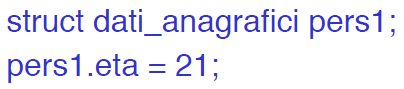 struct dati_anagrafici pers1;
pers1.eta = 21;